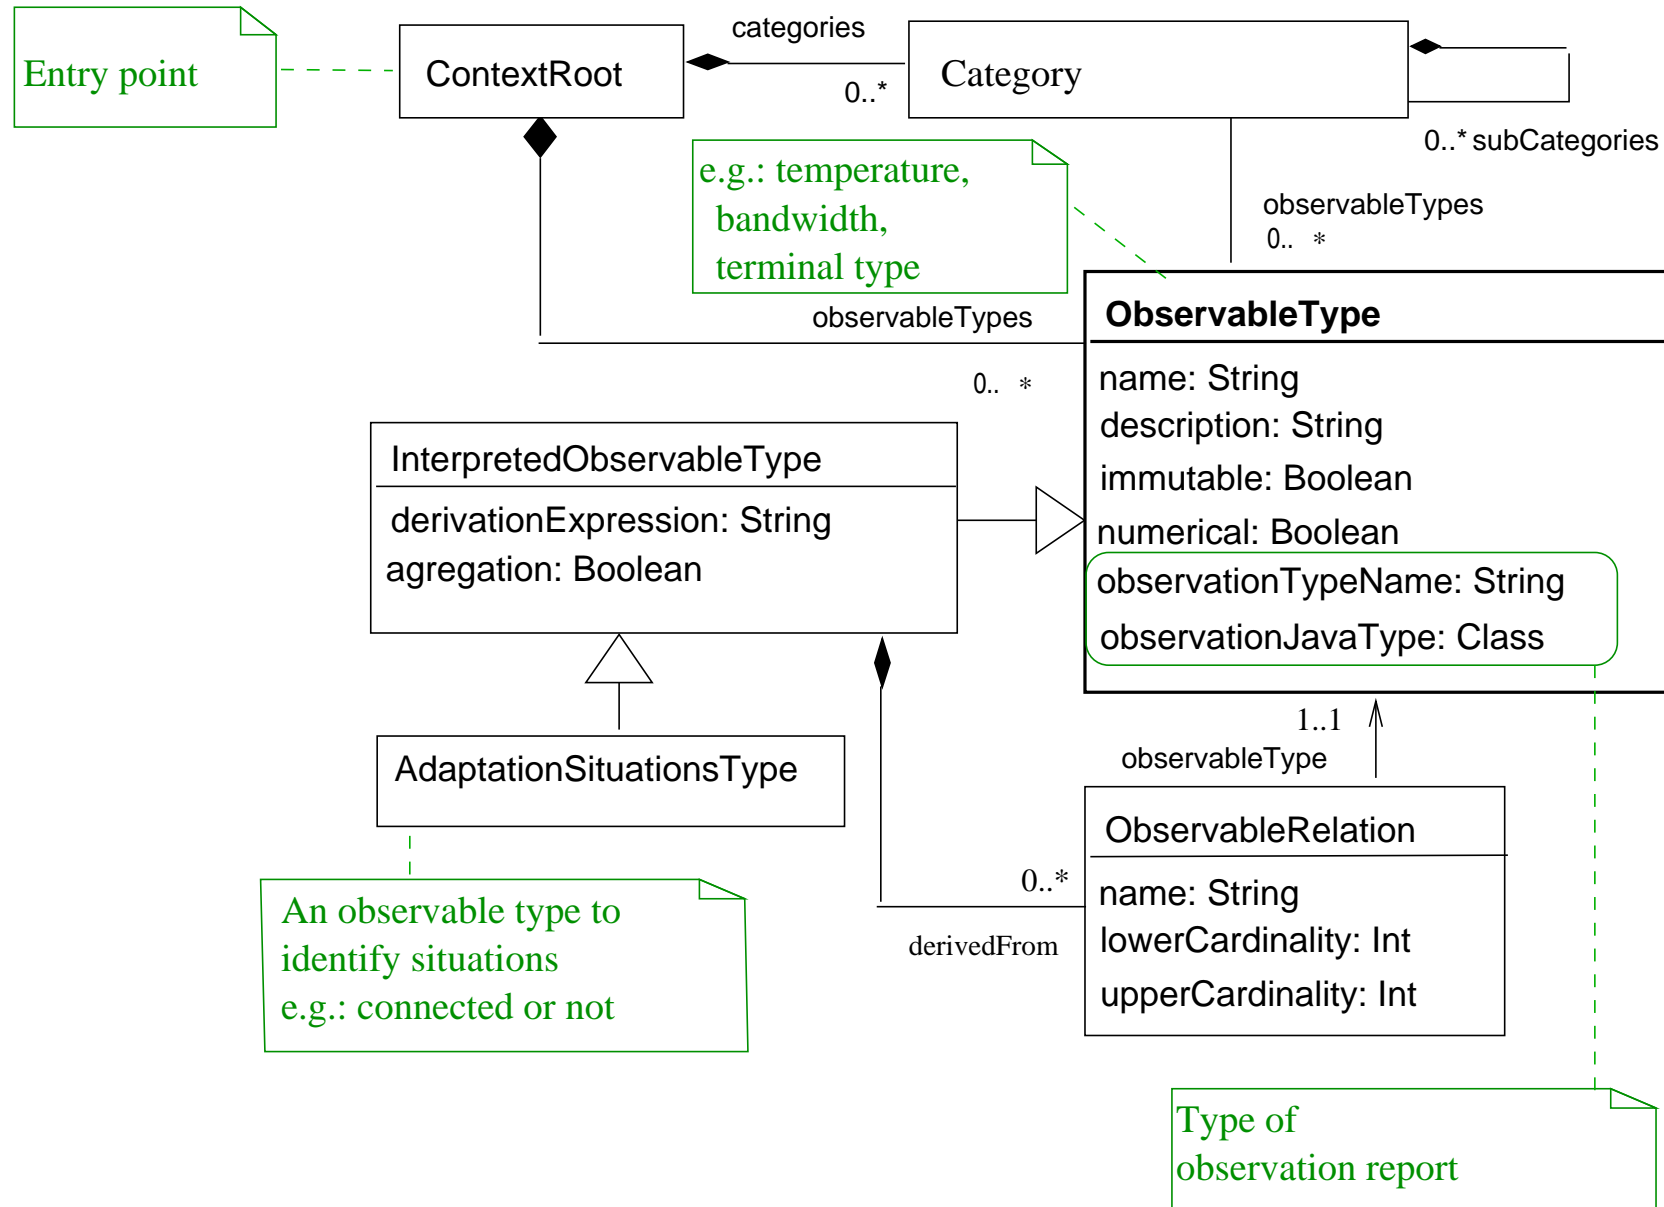 Entry point
ContextRoot
categories
0..*
Category
0..* subCategories
e.g.: temperature,
bandwidth,
terminal type
observableTypes
0.. *
observableTypes
0.. *
ObservableType
name: String
description: String
immutable: Boolean
numerical: Boolean
observationTypeName: String
observationJavaType: Class
InterpretedObservableType
derivationExpression: String
agregation: Boolean
AdaptationSituationsType
1..1
observableType
ObservableRelation
name: String
lowerCardinality: Int
upperCardinality: Int
0..*
derivedFrom
An observable type to
identify situations
e.g.: connected or not
Type of
observation report